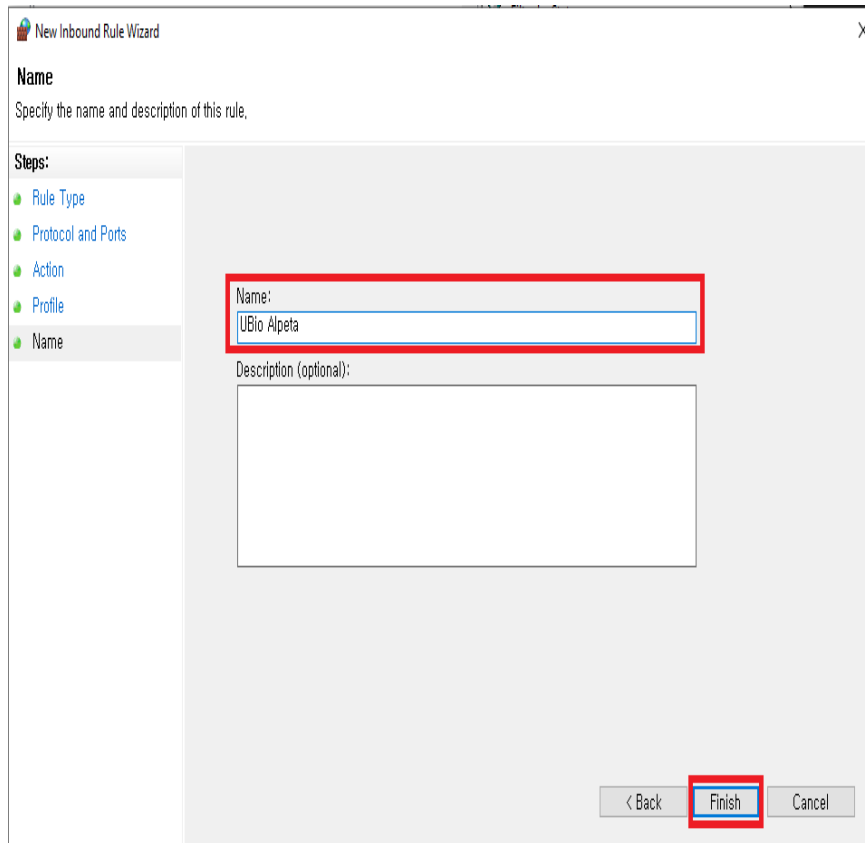 New Inbound Rule Wizard
Name
Specify the name and description of this rule,
Steps:
Rule Type
Protocol and Ports
Action
Profile
Name
Name:
UBio Alpeta
Description (optional):
< Back
Finish
Cancel